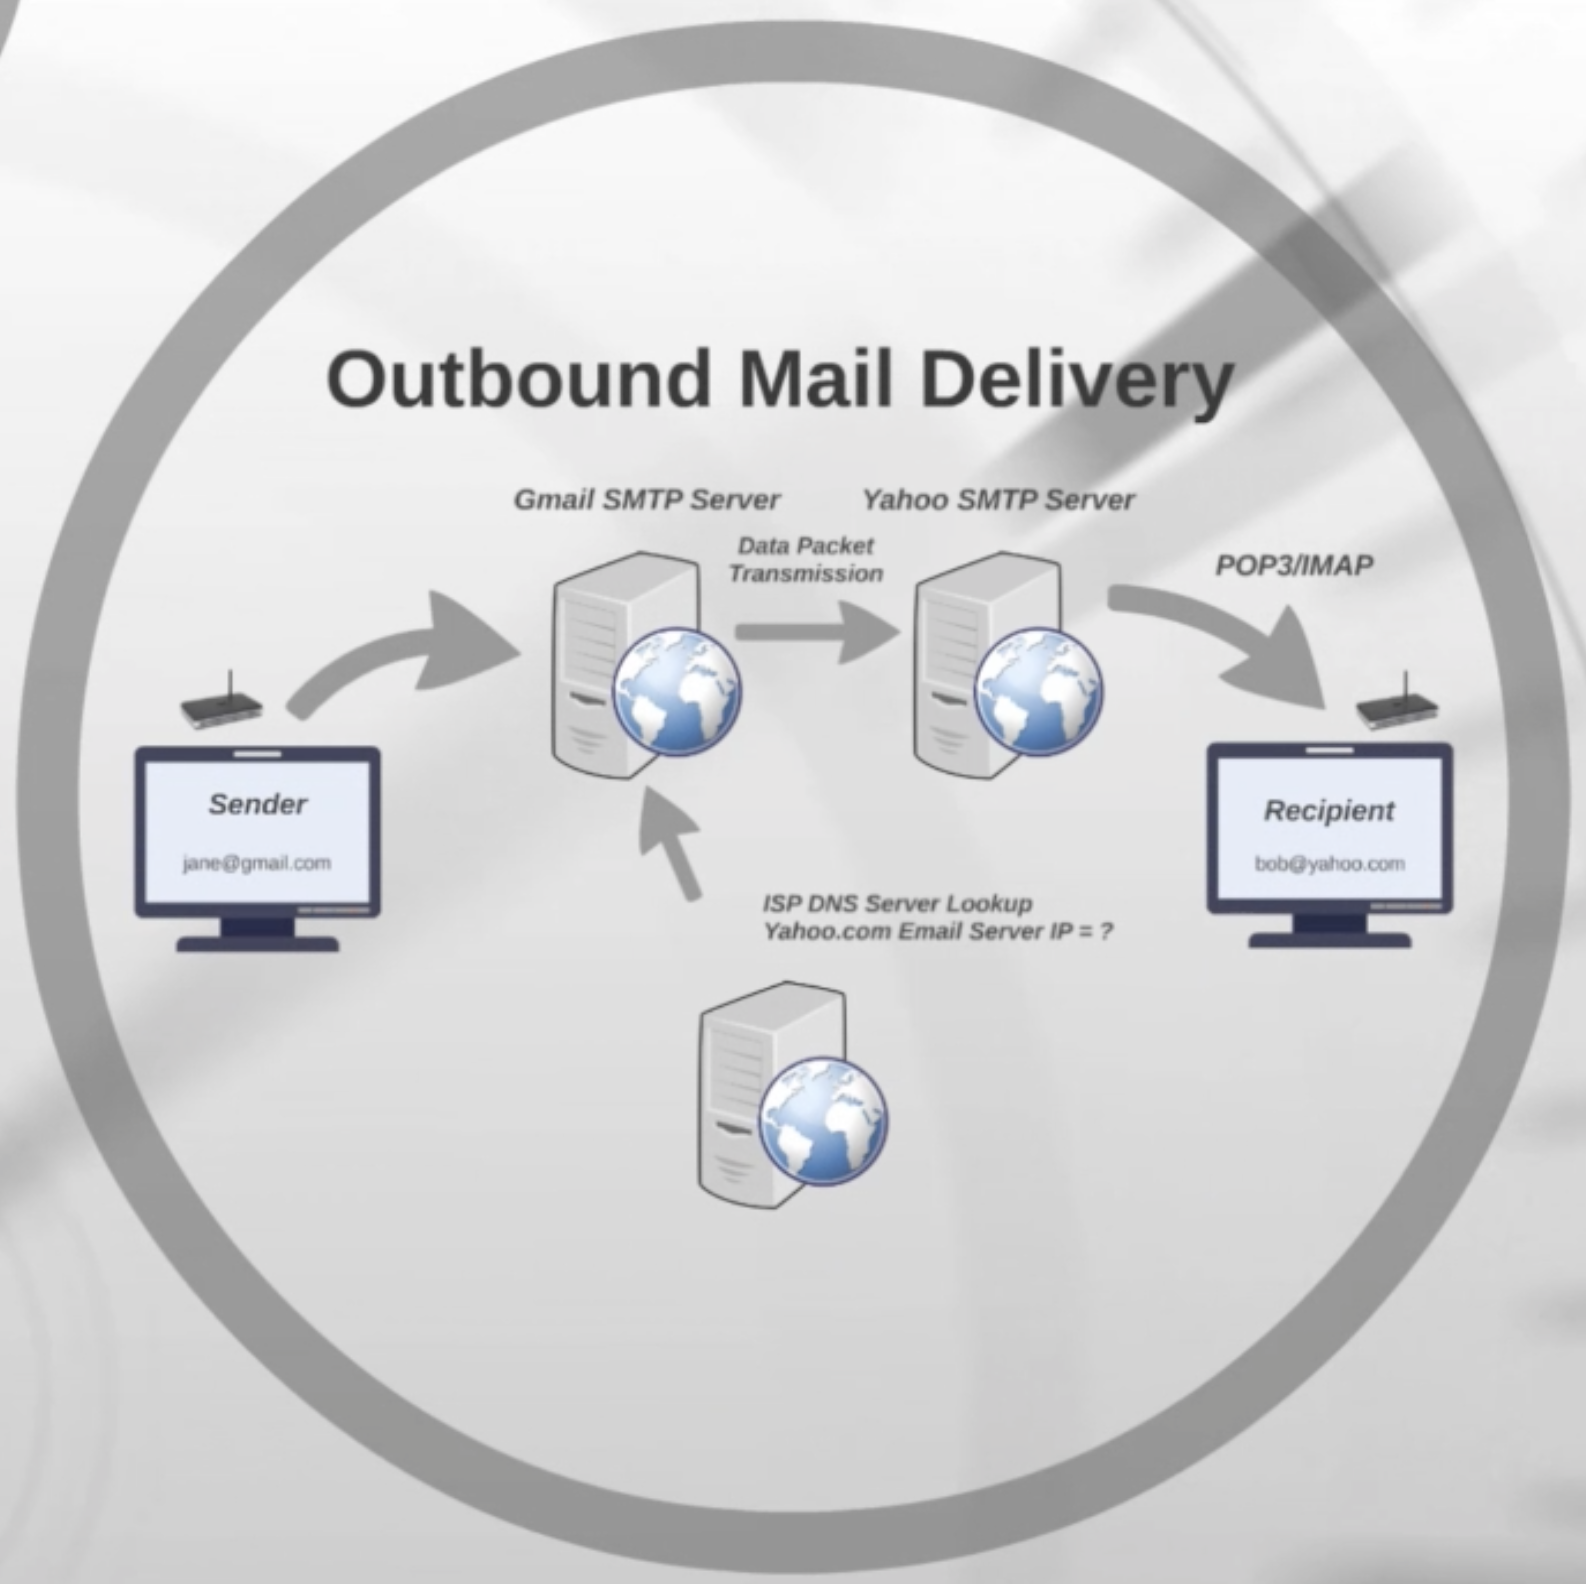 Outbound Mail Delivery
Gmail SMTP Server
Yahoo SMTP Server
Data Packet
Transmission
POP3/IMAP
Sender
jane@gmail.com
Recipient
bob@yahoo.com
ISP DNS Server Lookup
Yahoo.com Email Server IP = ?